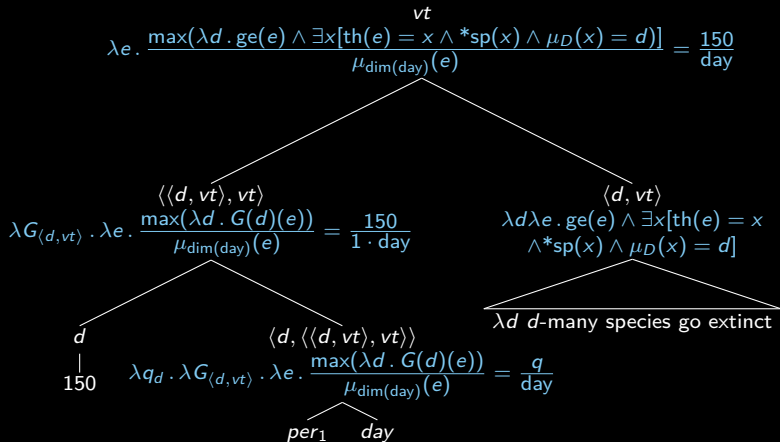 vt
λe . max(λd . ge(e) ∧ ∃x[th(e) = x ∧ *sp(x) ∧ μ_D(x) = d)] / μ_dim(day)(e) = 150 / day
⟨⟨d, vt⟩, vt⟩
λG_⟨d,vt⟩ . λe . max(λd . G(d)(e)) / μ_dim(day)(e) = 150 / 1 · day
⟨d, vt⟩
λdλe . ge(e) ∧ ∃x[th(e) = x
∧*sp(x) ∧ μ_D(x) = d]
λd d-many species go extinct
d
150
⟨d, ⟨⟨d, vt⟩, vt⟩⟩
λq_d . λG_⟨d,vt⟩ . λe . max(λd . G(d)(e)) / μ_dim(day)(e) = q / day
per₁ day